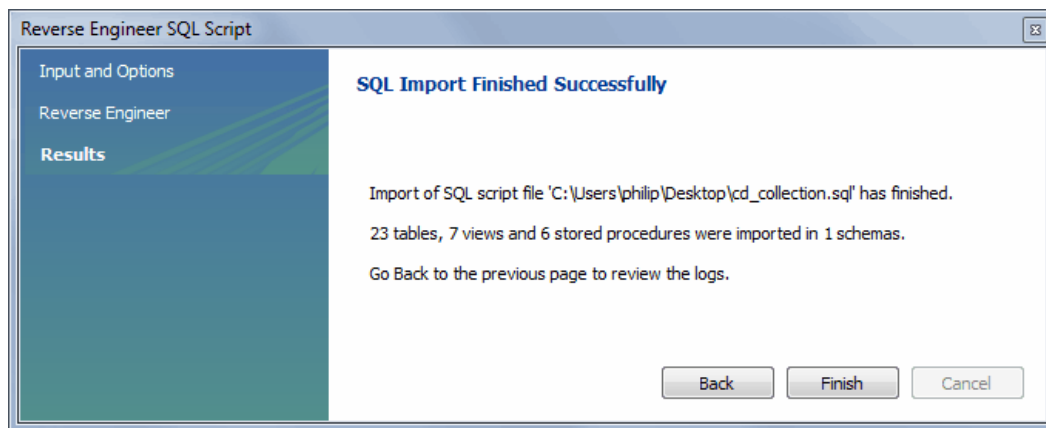 Reverse Engineer SQL Script
Input and Options
Reverse Engineer
Results
SQL Import Finished Successfully
Import of SQL script file 'C:\Users\philip\Desktop\cd_collection.sql' has finished.
23 tables, 7 views and 6 stored procedures were imported in 1 schemas.
Go Back to the previous page to review the logs.
Back Finish Cancel